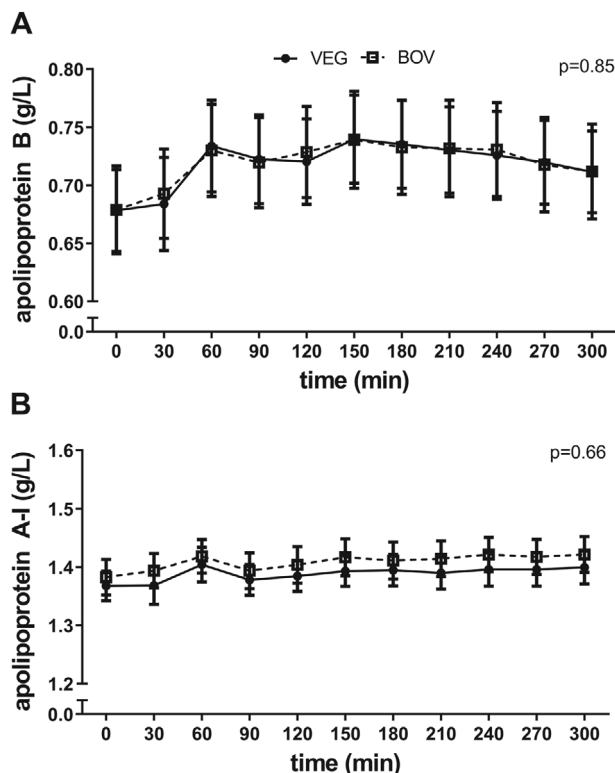 A
VEG BOV
p=0.85
apolipoprotein B (g/L)
0.80
0.75
0.70
0.65
0.60
0.0
0 30 60 90 120 150 180 210 240 270 300
time (min)
B
p=0.66
apolipoprotein A-I (g/L)
1.6
1.5
1.4
1.3
1.2
0.0
0 30 60 90 120 150 180 210 240 270 300
time (min)